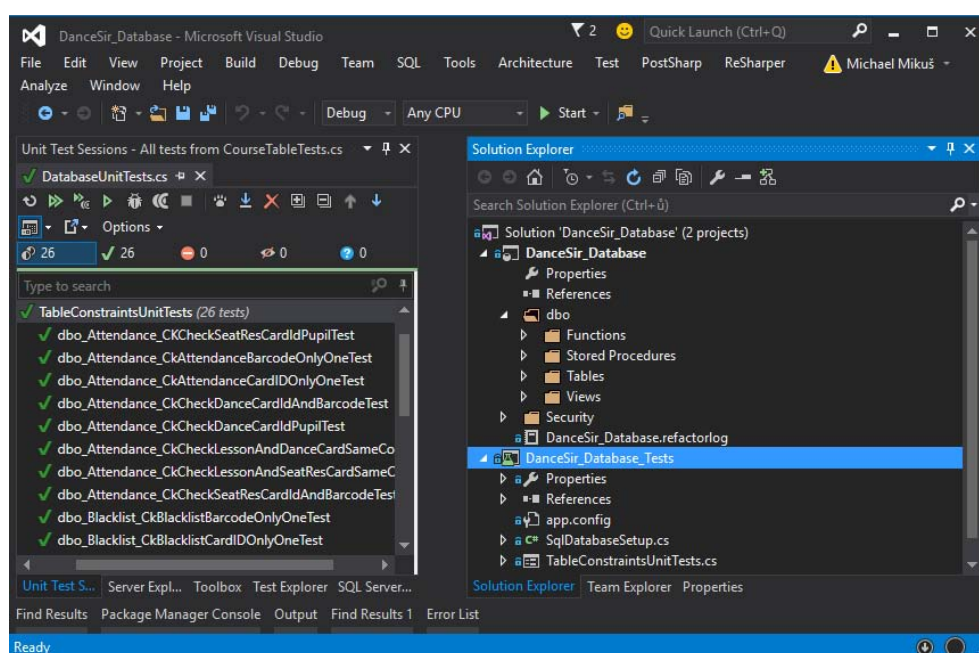 DanceSir_Database - Microsoft Visual Studio
2
Quick Launch (Ctrl+Q)
File Edit View Project Build Debug Team SQL Tools Architecture Test PostSharp ReSharper
Michael Mikuš
Analyze Window Help
Debug Any CPU Start
Unit Test Sessions - All tests from CourseTableTests.cs
DatabaseUnitTests.cs
Options
26 26 0 0 0
Type to search
TableConstraintsUnitTests (26 tests)
dbo_Attendance_CKCheckSeatResCardIdPupilTest
dbo_Attendance_CkAttendanceBarcodeOnlyOneTest
dbo_Attendance_CkAttendanceCardIDOnlyOneTest
dbo_Attendance_CkCheckDanceCardIdAndBarcodeTest
dbo_Attendance_CkCheckDanceCardIdPupilTest
dbo_Attendance_CkCheckLessonAndDanceCardSameCo
dbo_Attendance_CkCheckLessonAndSeatResCardSameC
dbo_Attendance_CkCheckSeatResCardIdAndBarcodeTest
dbo_Blacklist_CkBlacklistBarcodeOnlyOneTest
dbo_Blacklist_CkBlacklistCardIDOnlyOneTest
Unit Test S... Server Expl... Toolbox Test Explorer SQL Server...
Solution Explorer
Search Solution Explorer (Ctrl+ů)
Solution 'DanceSir_Database' (2 projects)
DanceSir_Database
Properties
References
dbo
Functions
Stored Procedures
Tables
Views
Security
DanceSir_Database.refactorlog
DanceSir_Database_Tests
Properties
References
app.config
C# SqlDatabaseSetup.cs
TableConstraintsUnitTests.cs
Solution Explorer Team Explorer Properties
Find Results Package Manager Console Output Find Results 1 Error List
Ready